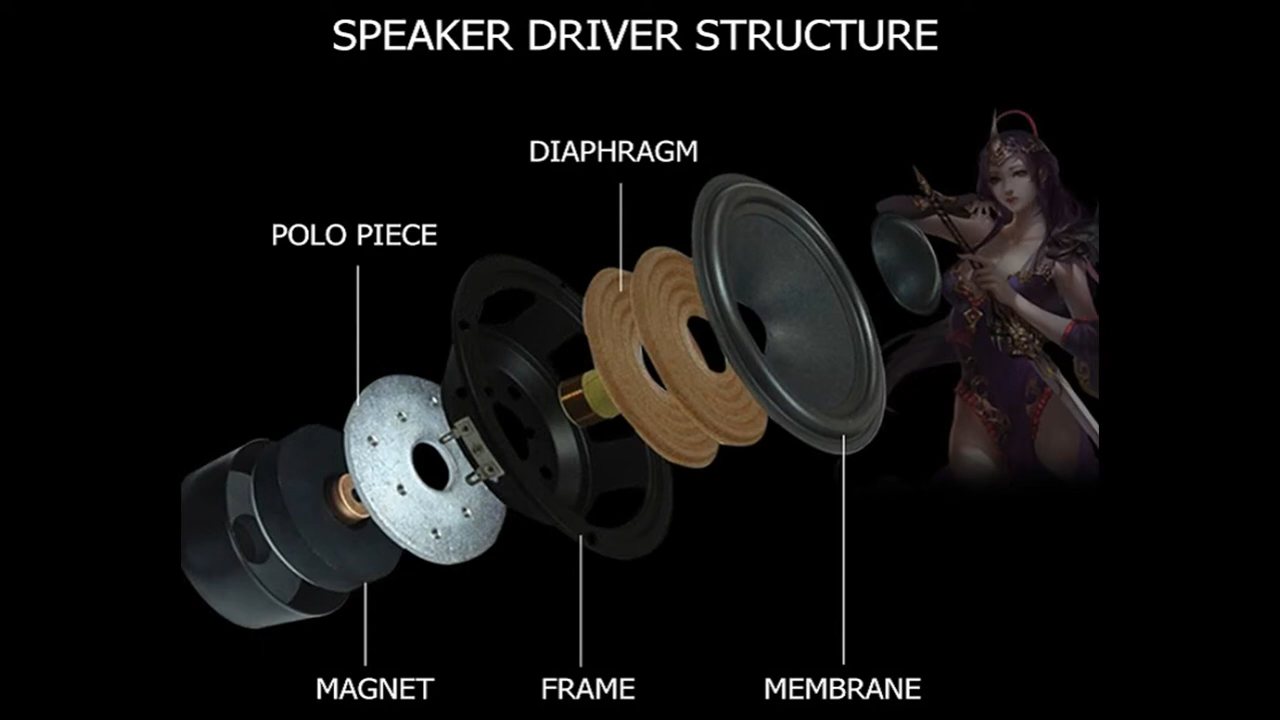 SPEAKER DRIVER STRUCTURE
DIAPHRAGM
POLO PIECE
MAGNET
FRAME
MEMBRANE